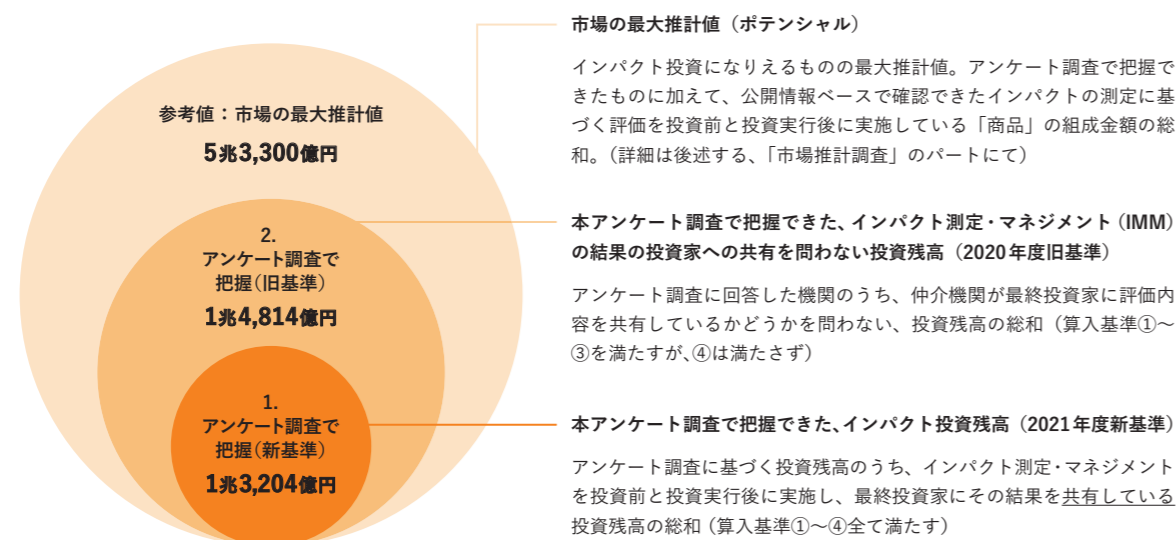 参考値：市場の最大推計値
5兆3,300億円
2.
アンケート調査で
把握（旧基準）
1兆4,814億円
1.
アンケート調査で
把握（新基準）
1兆3,204億円
市場の最大推計値（ポテンシャル）
インパクト投資になりえるものの最大推計値。アンケート調査で把握で
きたものに加えて、公開情報ベースで確認できたインパクトの測定に基
づく評価を投資前と投資実行後に実施している「商品」の組成金額の総
和。（詳細は後述する、「市場推計調査」のパートにて）
本アンケート調査で把握できた、インパクト測定・マネジメント（IMM）
の結果の投資家への共有を問わない投資残高（2020年度旧基準）
アンケート調査に回答した機関のうち、仲介機関が最終投資家に評価内
容を共有しているかどうかを問わない、投資残高の総和（算入基準①～
③を満たすが、④は満たさず）
本アンケート調査で把握できた、インパクト投資残高（2021年度新基準）
アンケート調査に基づく投資残高のうち、インパクト測定・マネジメント
を投資前と投資実行後に実施し、最終投資家にその結果を共有している
投資残高の総和（算入基準①～④全て満たす）